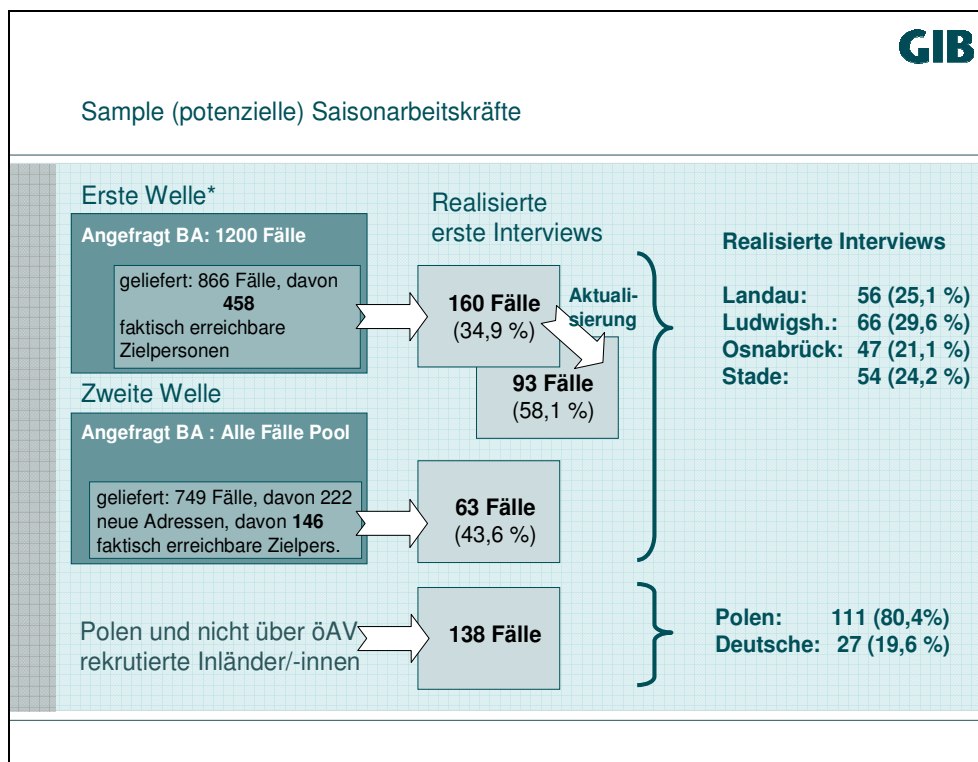 GIB
Sample (potenzielle) Saisonarbeitskräfte
Erste Welle*
Angefragt BA: 1200 Fälle
geliefert: 866 Fälle, davon
458
faktisch erreichbare
Zielpersonen
Realisierte
erste Interviews
160 Fälle
(34,9 %)
Aktuali-
sierung
93 Fälle
(58,1 %)
Zweite Welle
Angefragt BA : Alle Fälle Pool
geliefert: 749 Fälle, davon 222
neue Adressen, davon 146
faktisch erreichbare Zielpers.
63 Fälle
(43,6 %)
Realisierte Interviews
Landau: 56 (25,1 %)
Ludwigsh.: 66 (29,6 %)
Osnabrück: 47 (21,1 %)
Stade: 54 (24,2 %)
Polen und nicht über öAV
rekrutierte Inländer/-innen
138 Fälle
Polen: 111 (80,4%)
Deutsche: 27 (19,6 %)